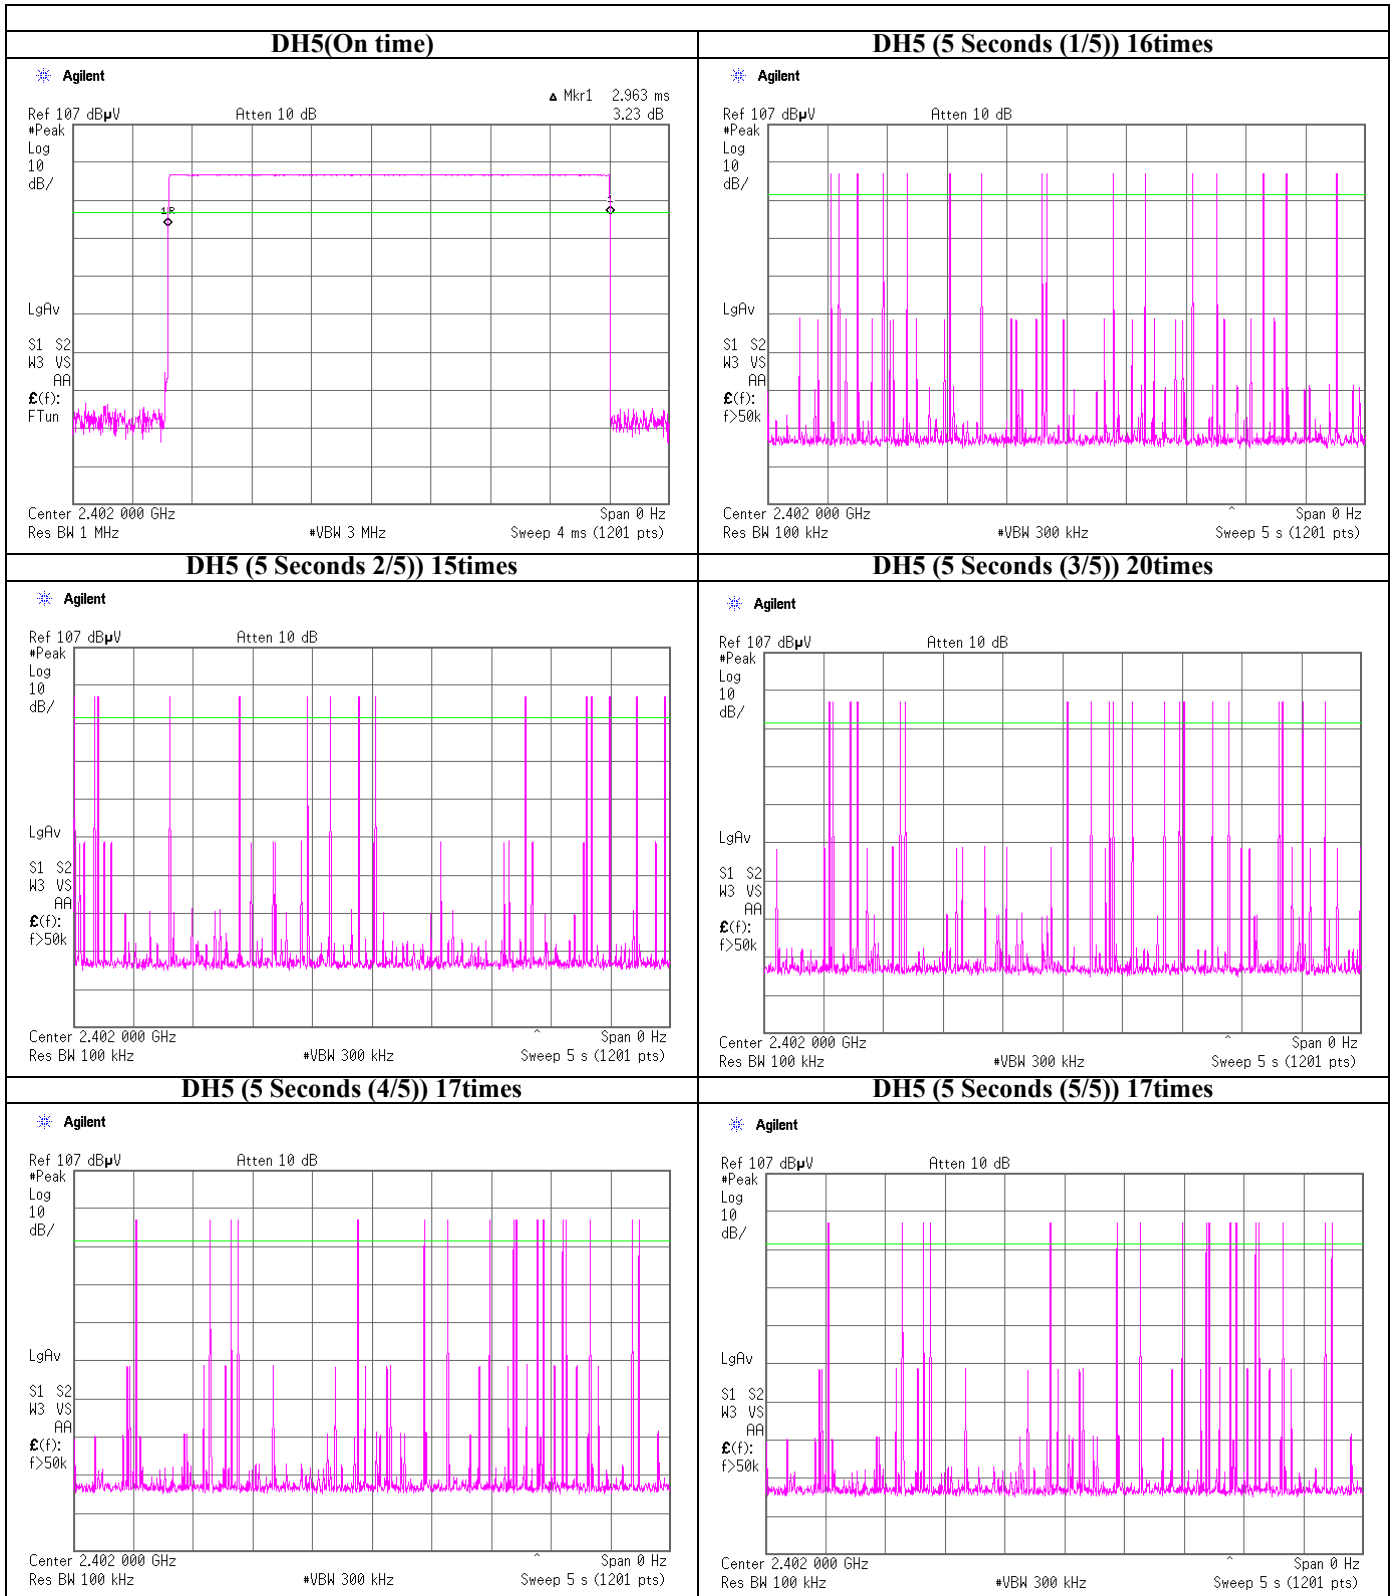 DH5(On time)
Agilent
Δ Mkr1 2.963 ms
Ref 107 dBµV Atten 10 dB 3.23 dB
#Peak
Log
10
dB/
1R
1
LgAv
S1 S2
W3 VS
AA
£(f):
FTun
Center 2.402 000 GHz Span 0 Hz
Res BW 1 MHz #VBW 3 MHz Sweep 4 ms (1201 pts)
DH5 (5 Seconds (1/5)) 16times
Agilent
Ref 107 dBµV Atten 10 dB
#Peak
Log
10
dB/
LgAv
S1 S2
W3 VS
AA
£(f):
f>50k
Center 2.402 000 GHz Span 0 Hz
Res BW 100 kHz #VBW 300 kHz Sweep 5 s (1201 pts)
DH5 (5 Seconds 2/5)) 15times
Agilent
Ref 107 dBµV Atten 10 dB
#Peak
Log
10
dB/
LgAv
S1 S2
W3 VS
AA
£(f):
f>50k
Center 2.402 000 GHz Span 0 Hz
Res BW 100 kHz #VBW 300 kHz Sweep 5 s (1201 pts)
DH5 (5 Seconds (3/5)) 20times
Agilent
Ref 107 dBµV Atten 10 dB
#Peak
Log
10
dB/
LgAv
S1 S2
W3 VS
AA
£(f):
f>50k
Center 2.402 000 GHz Span 0 Hz
Res BW 100 kHz #VBW 300 kHz Sweep 5 s (1201 pts)
DH5 (5 Seconds (4/5)) 17times
Agilent
Ref 107 dBµV Atten 10 dB
#Peak
Log
10
dB/
LgAv
S1 S2
W3 VS
AA
£(f):
f>50k
Center 2.402 000 GHz Span 0 Hz
Res BW 100 kHz #VBW 300 kHz Sweep 5 s (1201 pts)
DH5 (5 Seconds (5/5)) 17times
Agilent
Ref 107 dBµV Atten 10 dB
#Peak
Log
10
dB/
LgAv
S1 S2
W3 VS
AA
£(f):
f>50k
Center 2.402 000 GHz Span 0 Hz
Res BW 100 kHz #VBW 300 kHz Sweep 5 s (1201 pts)